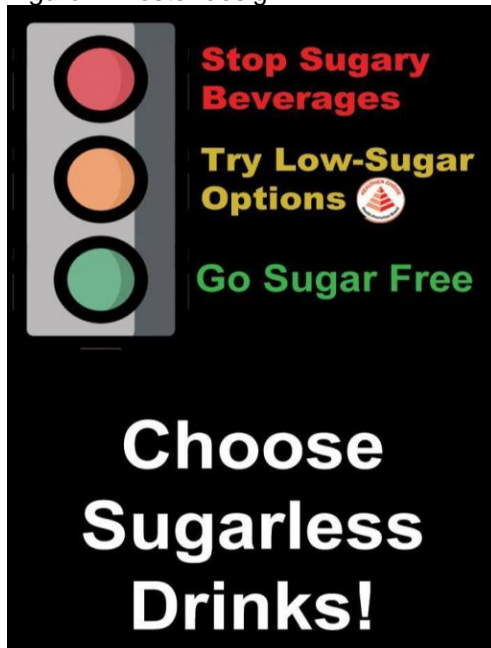 Stop Sugary
Beverages
Try Low-Sugar
Options
Go Sugar Free
Choose
Sugarless
Drinks!